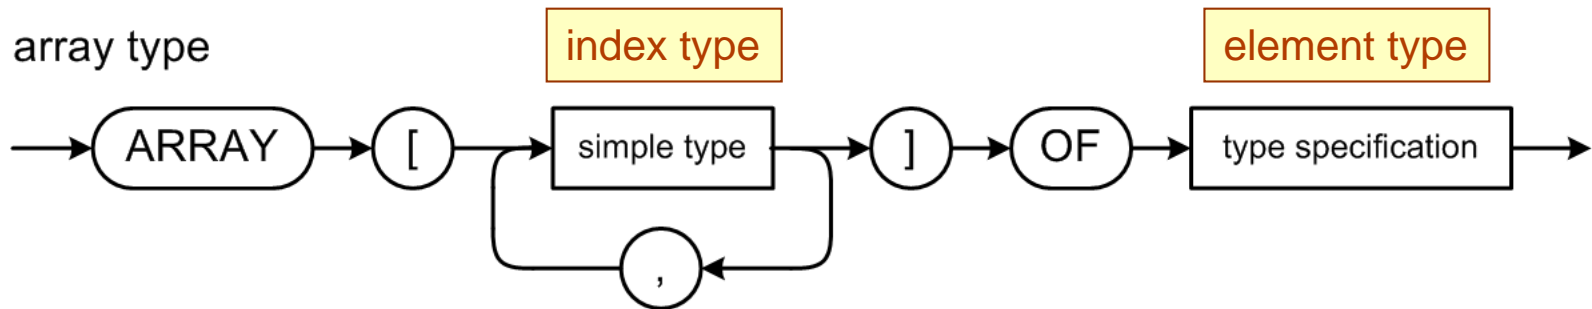 array type
index type
element type
ARRAY [ simple type ] OF type specification
,